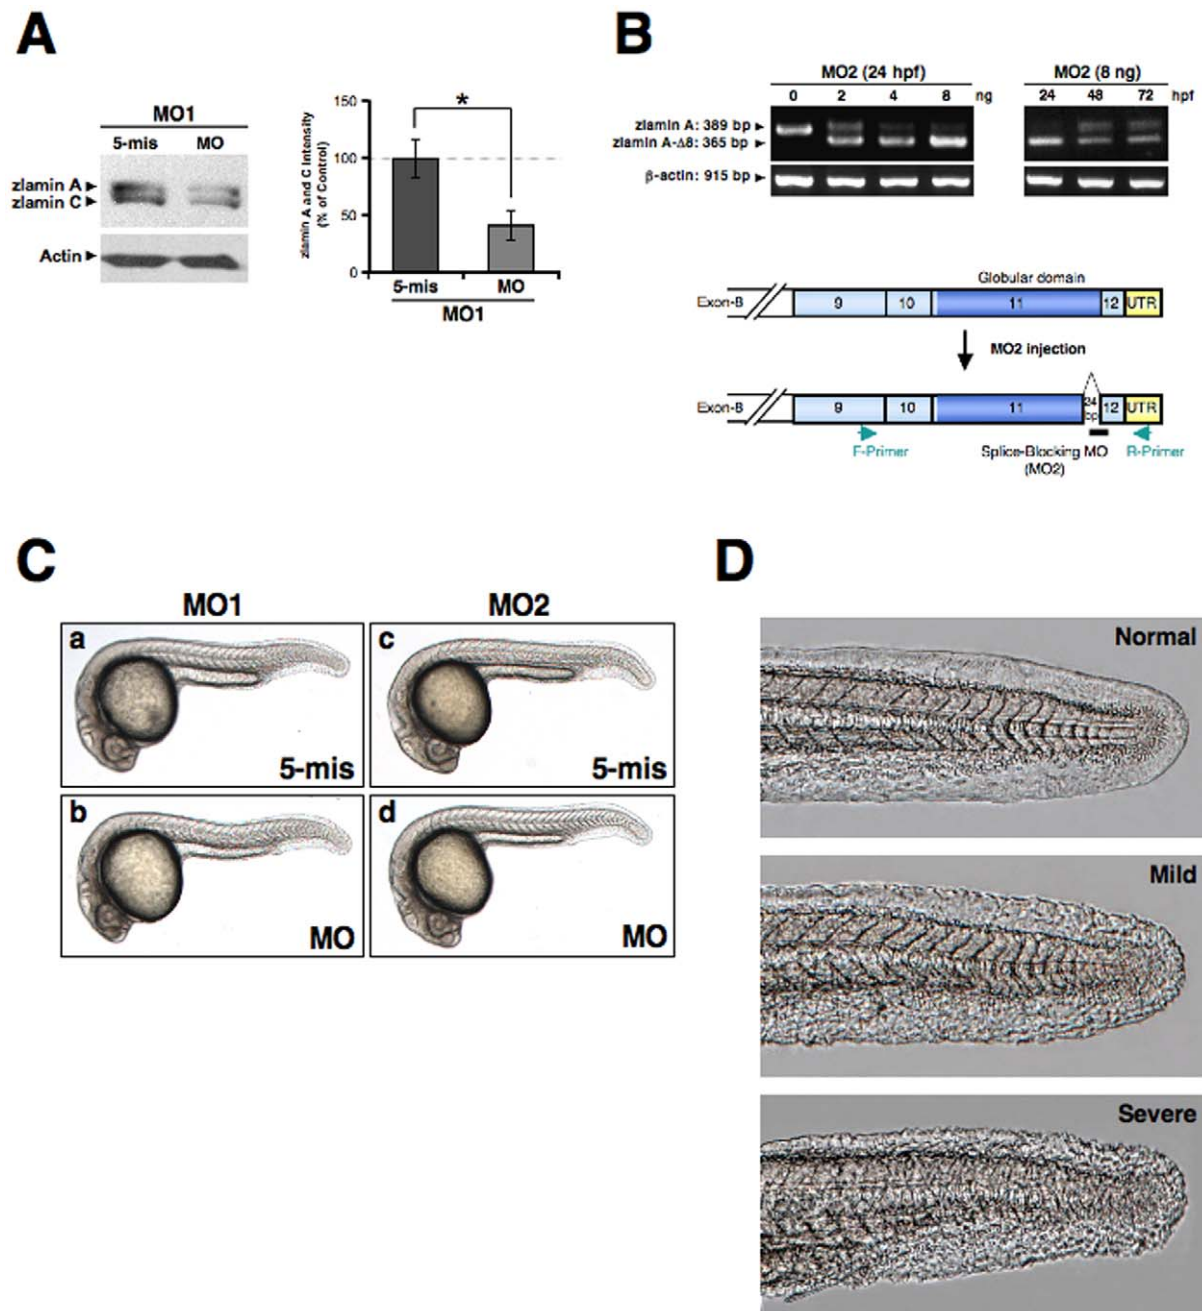 A
MO1
5-mis MO
zlamin A
zlamin C
Actin
zlamin A and C Intensity
(% of Control)
150
100
50
0
*
5-mis MO
MO1
B
MO2 (24 hpf)
0 2 4 8 ng
MO2 (8 ng)
24 48 72 hpf
zlamin A: 389 bp
zlamin A-Δ8: 365 bp
β-actin: 915 bp
Globular domain
Exon-8 9 10 11 12 UTR
MO2 injection
Exon-8 9 10 11 24 bp 12 UTR
F-Primer
Splice-Blocking MO
(MO2)
R-Primer
C
MO1 MO2
a
5-mis
c
5-mis
b
MO
d
MO
D
Normal
Mild
Severe